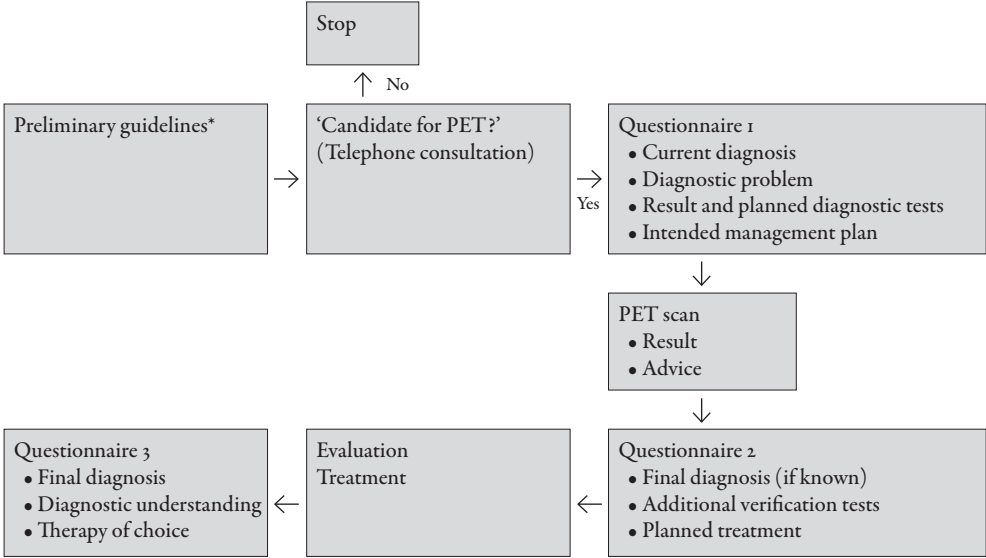 Stop
No
Preliminary guidelines*
‘Candidate for PET?’
(Telephone consultation)
Yes
Questionnaire 1
• Current diagnosis
• Diagnostic problem
• Result and planned diagnostic tests
• Intended management plan
PET scan
• Result
• Advice
Questionnaire 2
• Final diagnosis (if known)
• Additional verification tests
• Planned treatment
Evaluation
Treatment
Questionnaire 3
• Final diagnosis
• Diagnostic understanding
• Therapy of choice